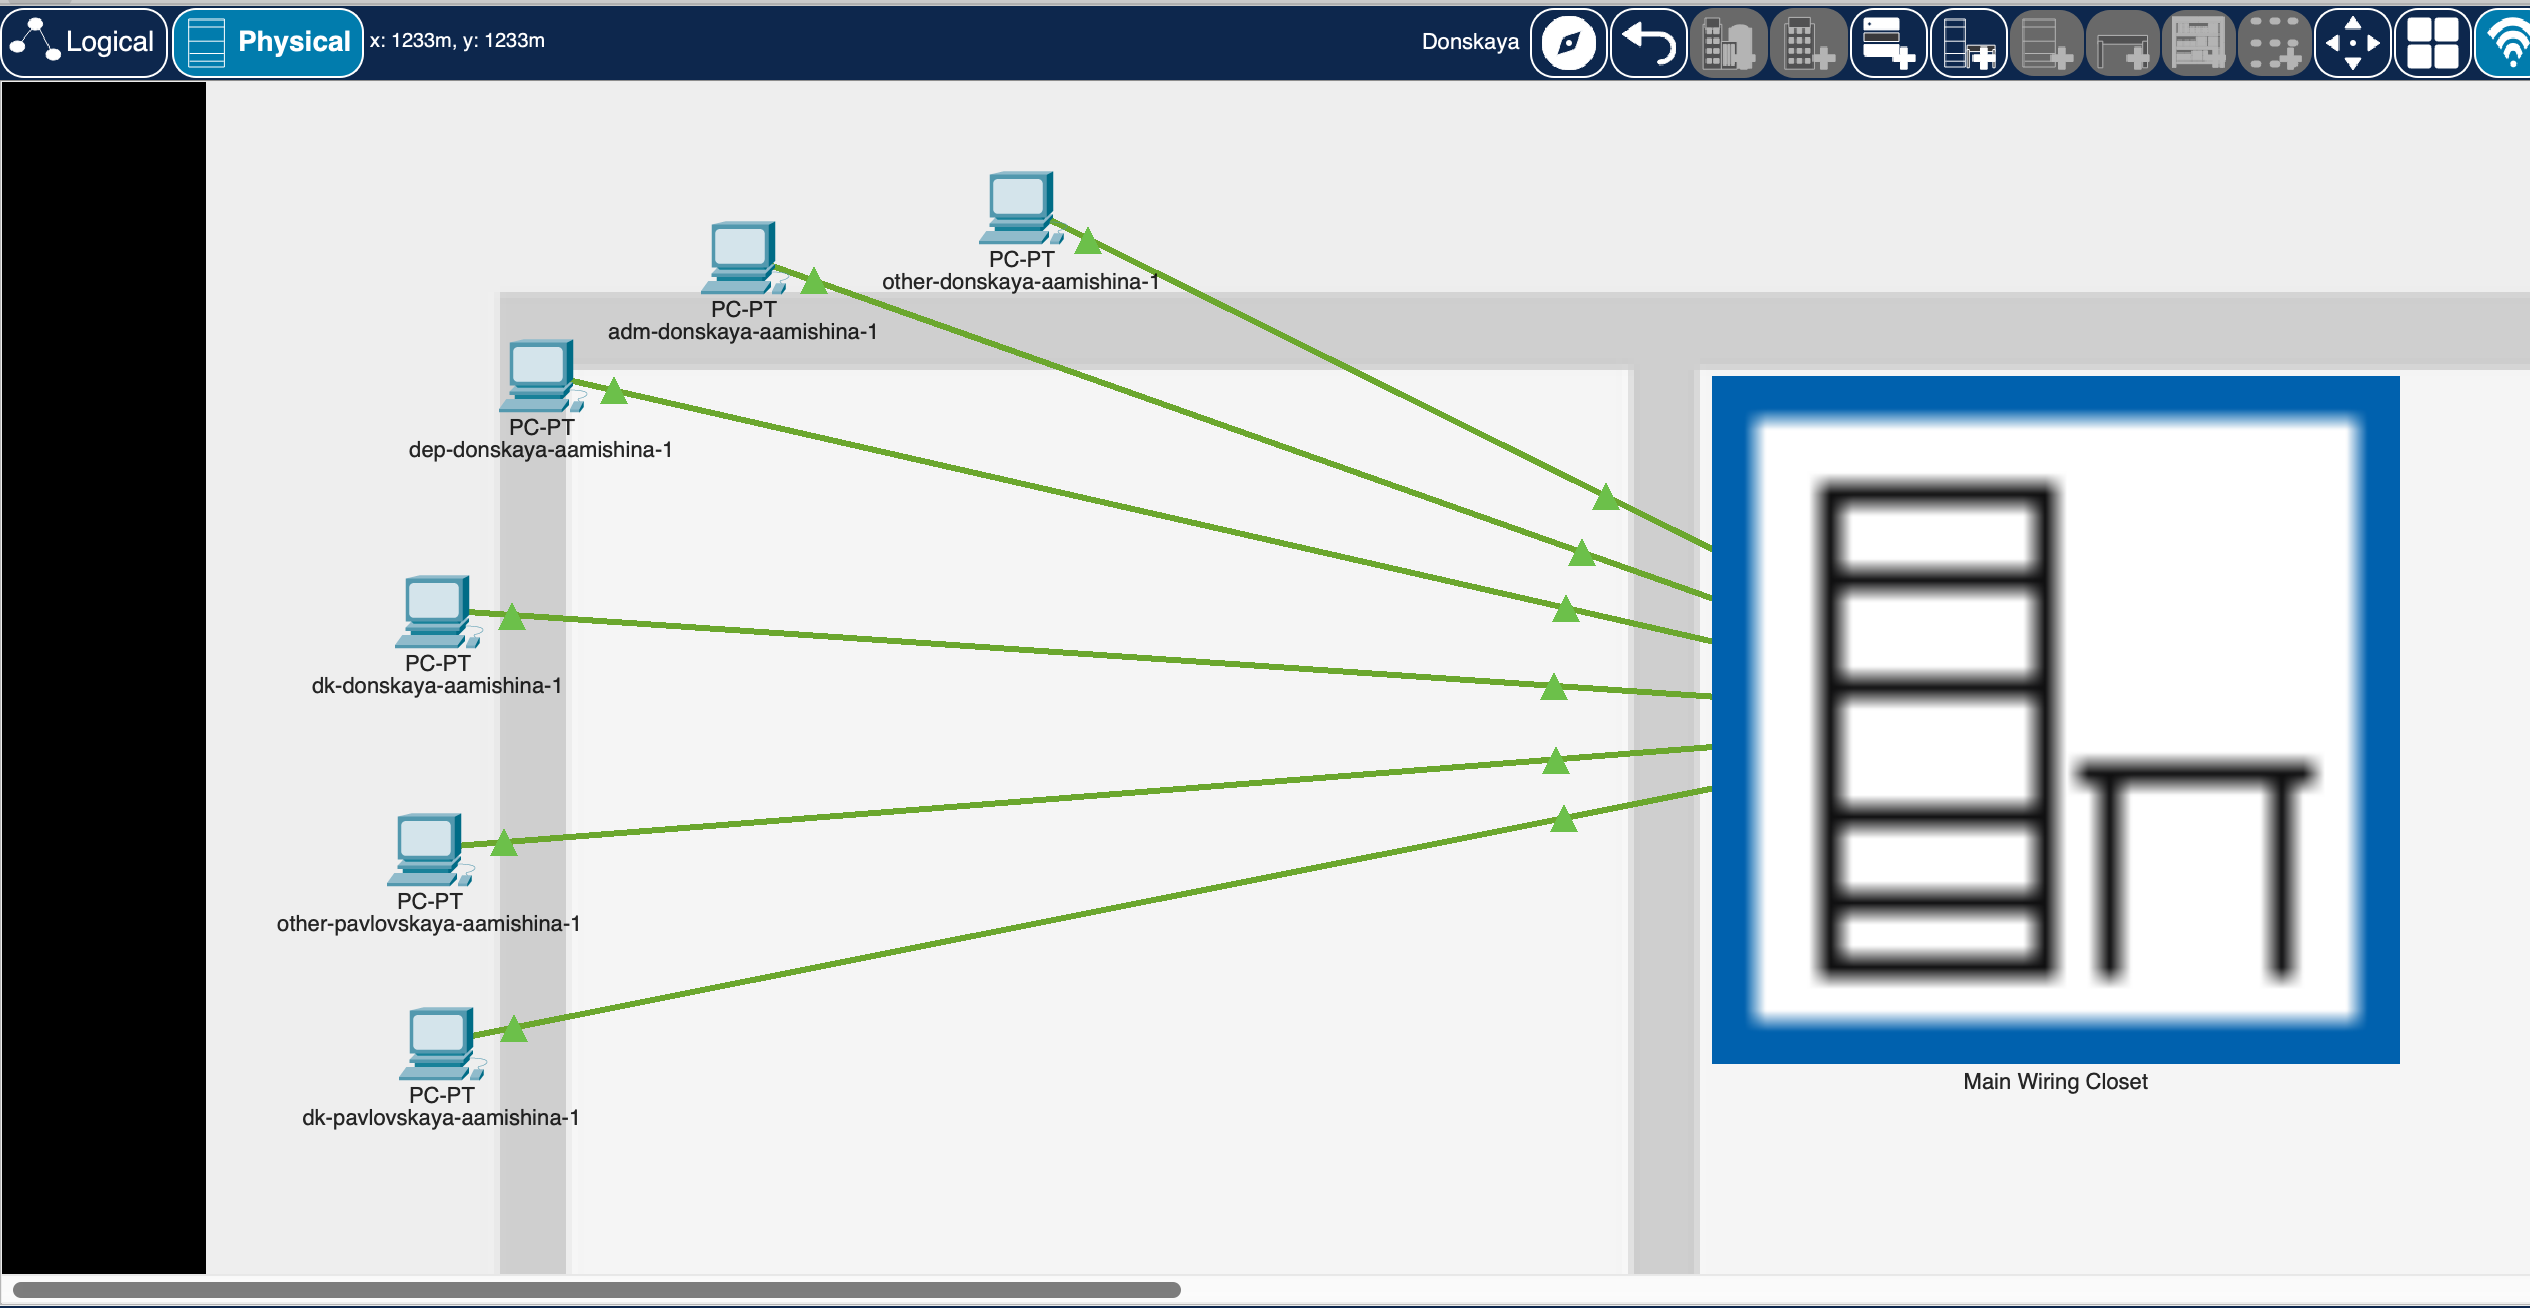 Logical
Physical
x: 1233m, y: 1233m
Donskaya
PC-PT
other-donskaya-aamishina-1
PC-PT
adm-donskaya-aamishina-1
PC-PT
dep-donskaya-aamishina-1
PC-PT
dk-donskaya-aamishina-1
PC-PT
other-pavlovskaya-aamishina-1
PC-PT
dk-pavlovskaya-aamishina-1
Main Wiring Closet